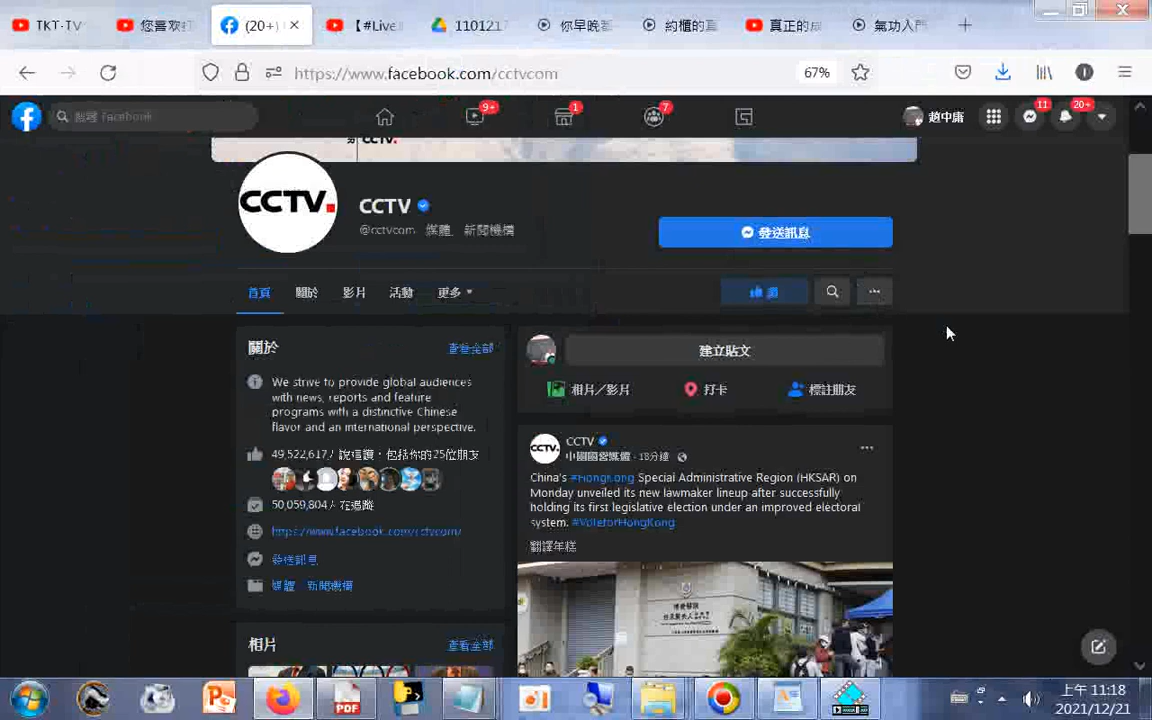 TKT-TV
您喜歡
(20+)
【#Live
110121
你早晚
約櫃的
真正的
氣功入門
https://www.facebook.com/cctvcom
67%
搜尋 Facebook
9+
1
7
趙中庸
11
20+
CCTV.
CCTV.
CCTV
@cctvcom · 媒體 · 新聞機構
發送訊息
首頁
關於
影片
活動
更多
讚
關於
查看全部
We strive to provide global audiences
with news, reports and feature
programs with a distinctive Chinese
flavor and an international perspective.
49,522,617人說這讚,包括你的25位朋友
50,059,804人在追蹤
https://www.facebook.com/cctvcom/
發送訊息
媒體 · 新聞機構
相片
查看全部
建立貼文
相片/影片
打卡
標註朋友
CCTV.
CCTV
中國國營媒體 · 18分鐘
China's #HongKong Special Administrative Region (HKSAR) on
Monday unveiled its new lawmaker lineup after successfully
holding its first legislative election under an improved electoral
system. #VoteforHongKong
翻譯年糕
PDF
上午 11:18
2021/12/21